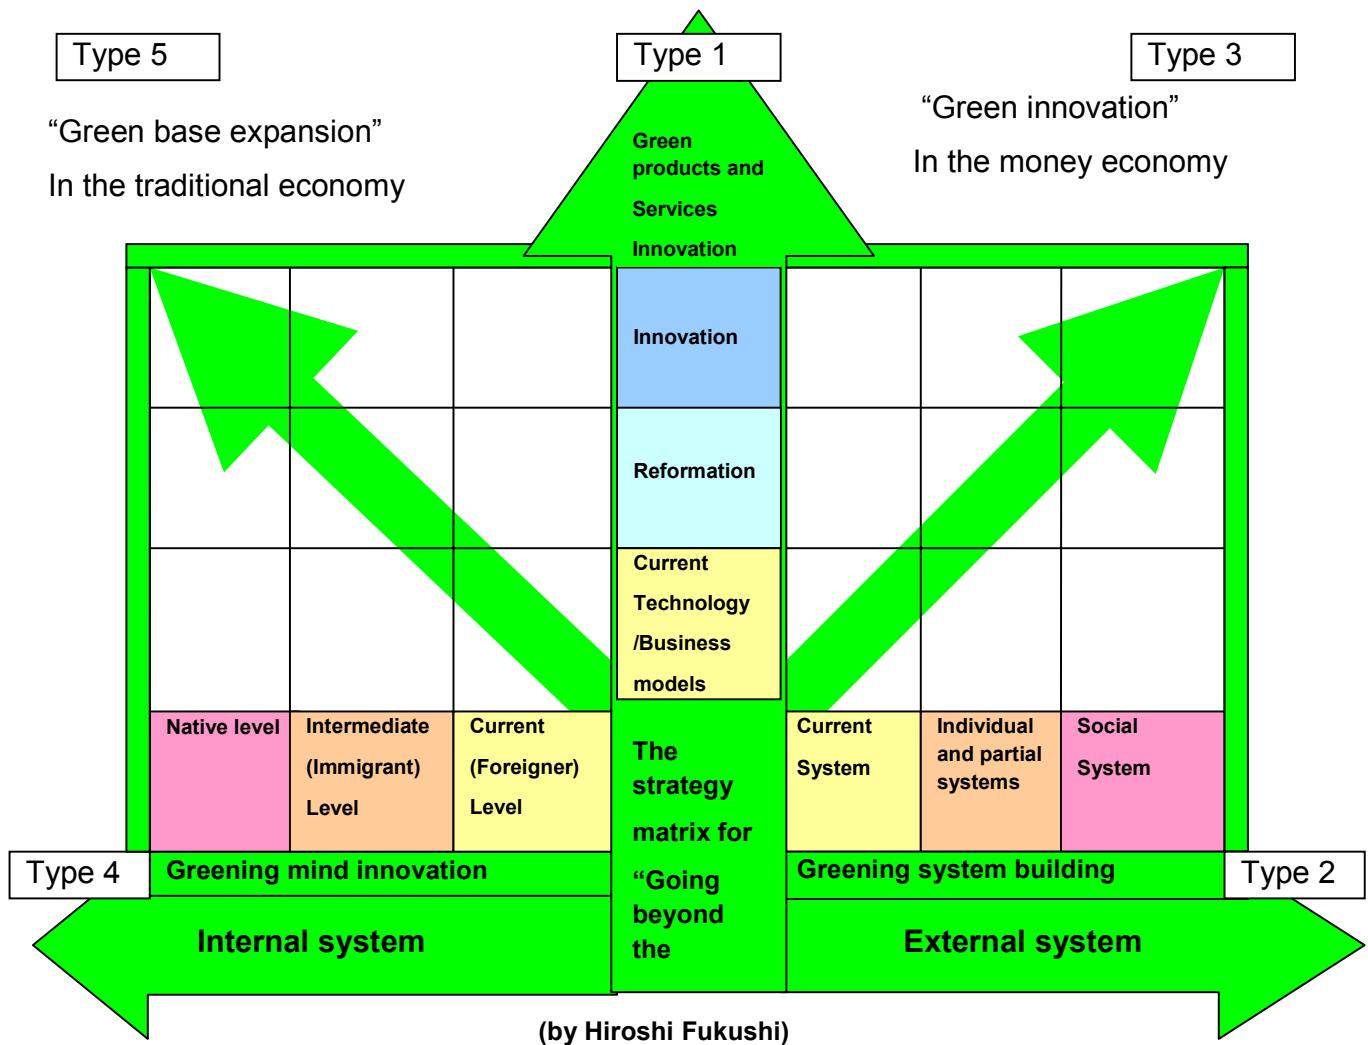 Type 5
Type 1
Type 3
“Green base expansion”
In the traditional economy
“Green innovation”
In the money economy
Green
products and
Services
Innovation
Innovation
Reformation
Current
Technology
/Business
models
Native level
Intermediate
(Immigrant)
Level
Current
(Foreigner)
Level
The
strategy
matrix for
“Going
beyond
the
Current
System
Individual
and partial
systems
Social
System
Type 4
Greening mind innovation
Greening system building
Type 2
Internal system
External system
(by Hiroshi Fukushi)